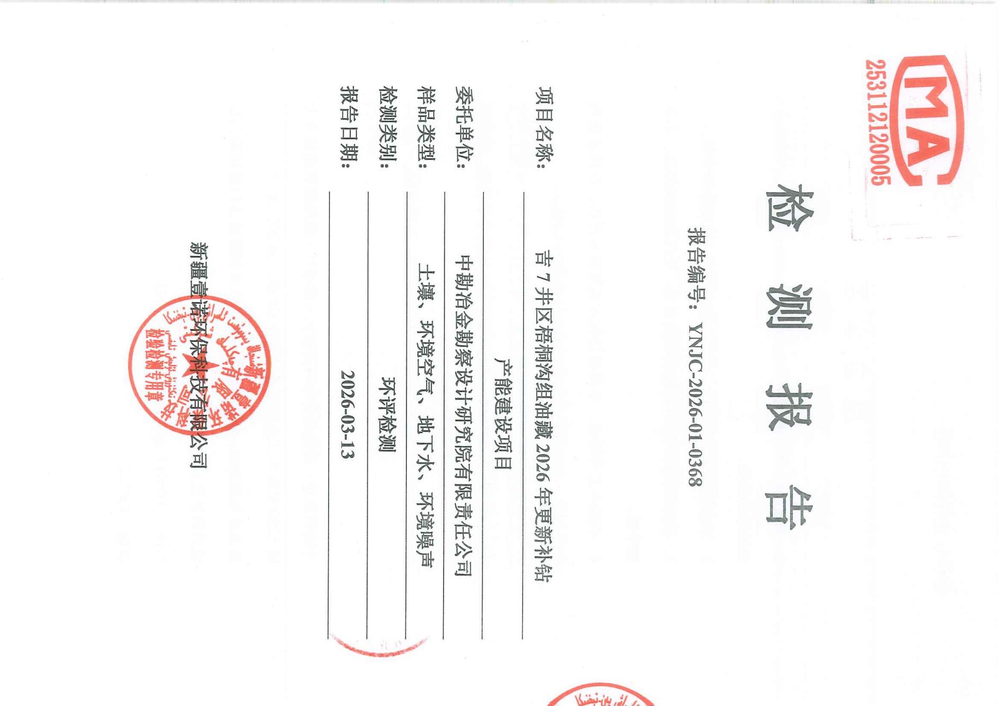 MA
253112120005
检测报告
报告编号：YNJC-2026-01-0368
项目名称： 吉7井区梧桐沟组油藏2026年更新补钻
产能建设项目
委托单位： 中勘冶金勘察设计研究院有限责任公司
样品类型： 土壤、环境空气、地下水、环境噪声
检测类别： 环评检测
报告日期： 2026-03-13
新疆壹诺环保科技有限公司
新疆壹诺环保科技有限公司
检验检测专用章